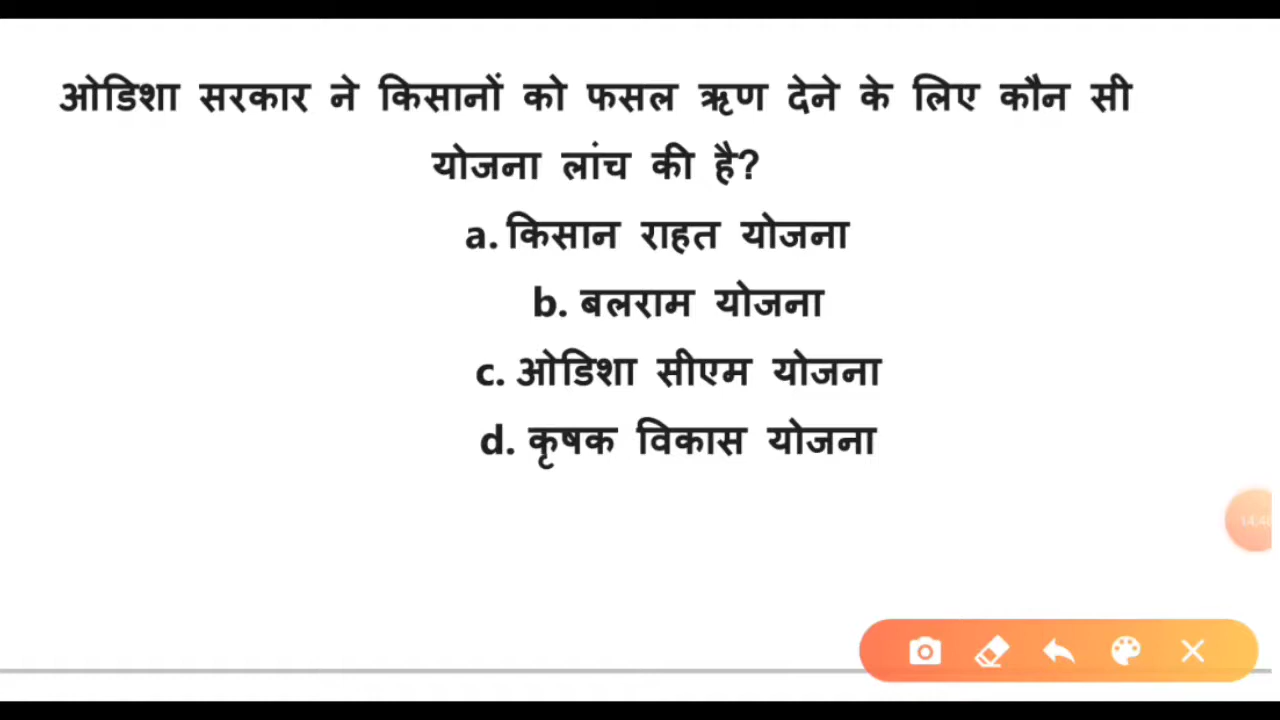 ओडिशा सरकार ने किसानों को फसल ऋण देने के लिए कौन सी
योजना लांच की है?
a. किसान राहत योजना
b. बलराम योजना
c. ओडिशा सीएम योजना
d. कृषक विकास योजना